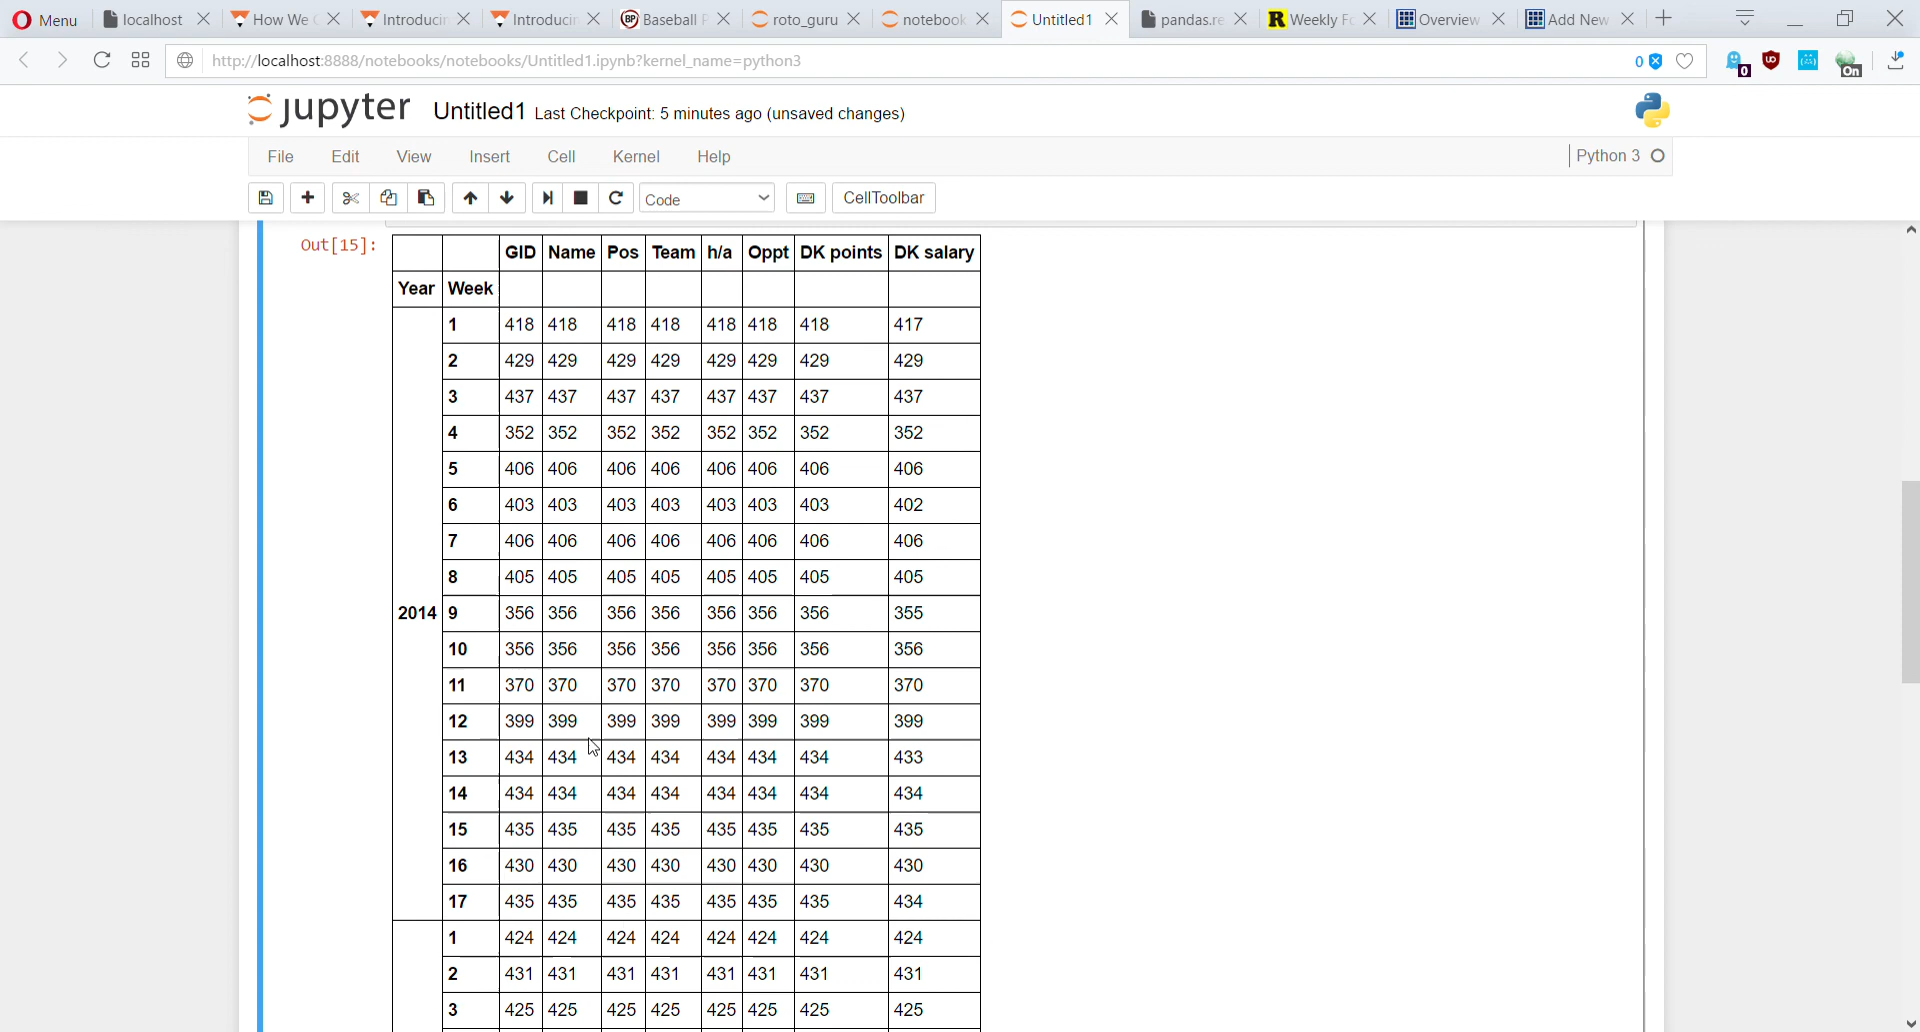 Menu localhost How We Introducin Introducin BP Baseball F roto_guru notebook Untitled1 pandas.re R Weekly Fo Overview Add New
http://localhost:8888/notebooks/notebooks/Untitled1.ipynb?kernel_name=python3 0 0 On
jupyter Untitled1 Last Checkpoint: 5 minutes ago (unsaved changes)
File Edit View Insert Cell Kernel Help Python 3
Code CellToolbar
Out[15]: GID Name Pos Team h/a Oppt DK points DK salary
Year Week
1 418 418 418 418 418 418 418 417
2 429 429 429 429 429 429 429 429
3 437 437 437 437 437 437 437 437
4 352 352 352 352 352 352 352 352
5 406 406 406 406 406 406 406 406
6 403 403 403 403 403 403 403 402
7 406 406 406 406 406 406 406 406
8 405 405 405 405 405 405 405 405
2014 9 356 356 356 356 356 356 356 355
10 356 356 356 356 356 356 356 356
11 370 370 370 370 370 370 370 370
12 399 399 399 399 399 399 399 399
13 434 434 434 434 434 434 434 433
14 434 434 434 434 434 434 434 434
15 435 435 435 435 435 435 435 435
16 430 430 430 430 430 430 430 430
17 435 435 435 435 435 435 435 434
1 424 424 424 424 424 424 424 424
2 431 431 431 431 431 431 431 431
3 425 425 425 425 425 425 425 425